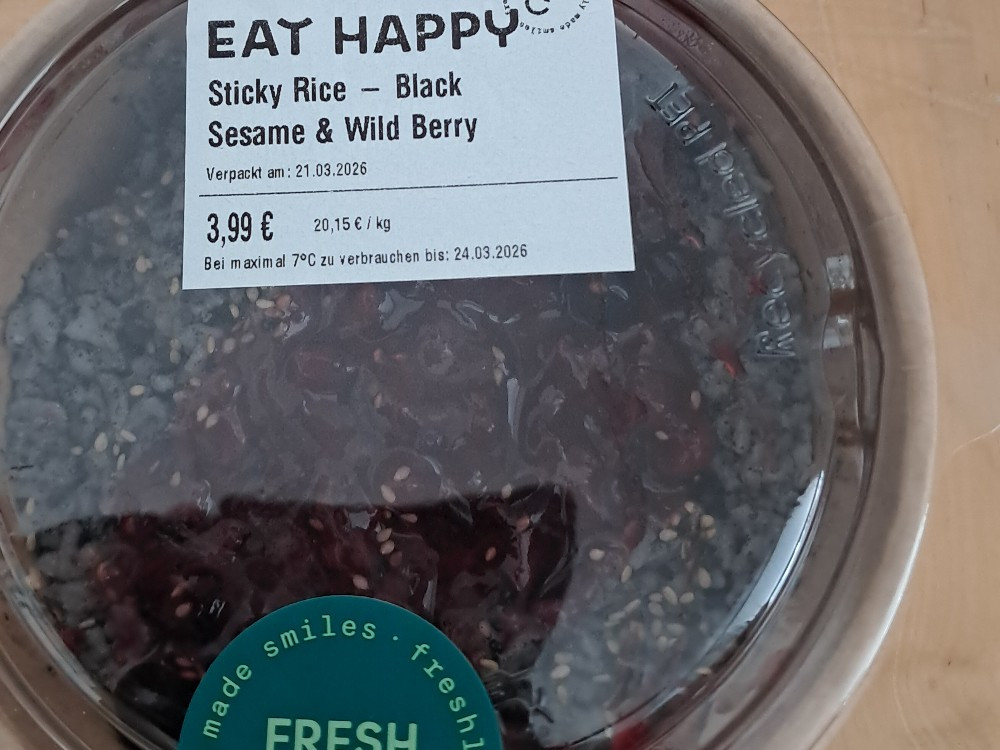 EAT HAPPY
Sticky Rice – Black
Sesame & Wild Berry
Verpackt am: 21.03.2026
3,99 €
20,15 € / kg
Bei maximal 7°C zu verbrauchen bis: 24.03.2026
made smiles · freshl
FRESH